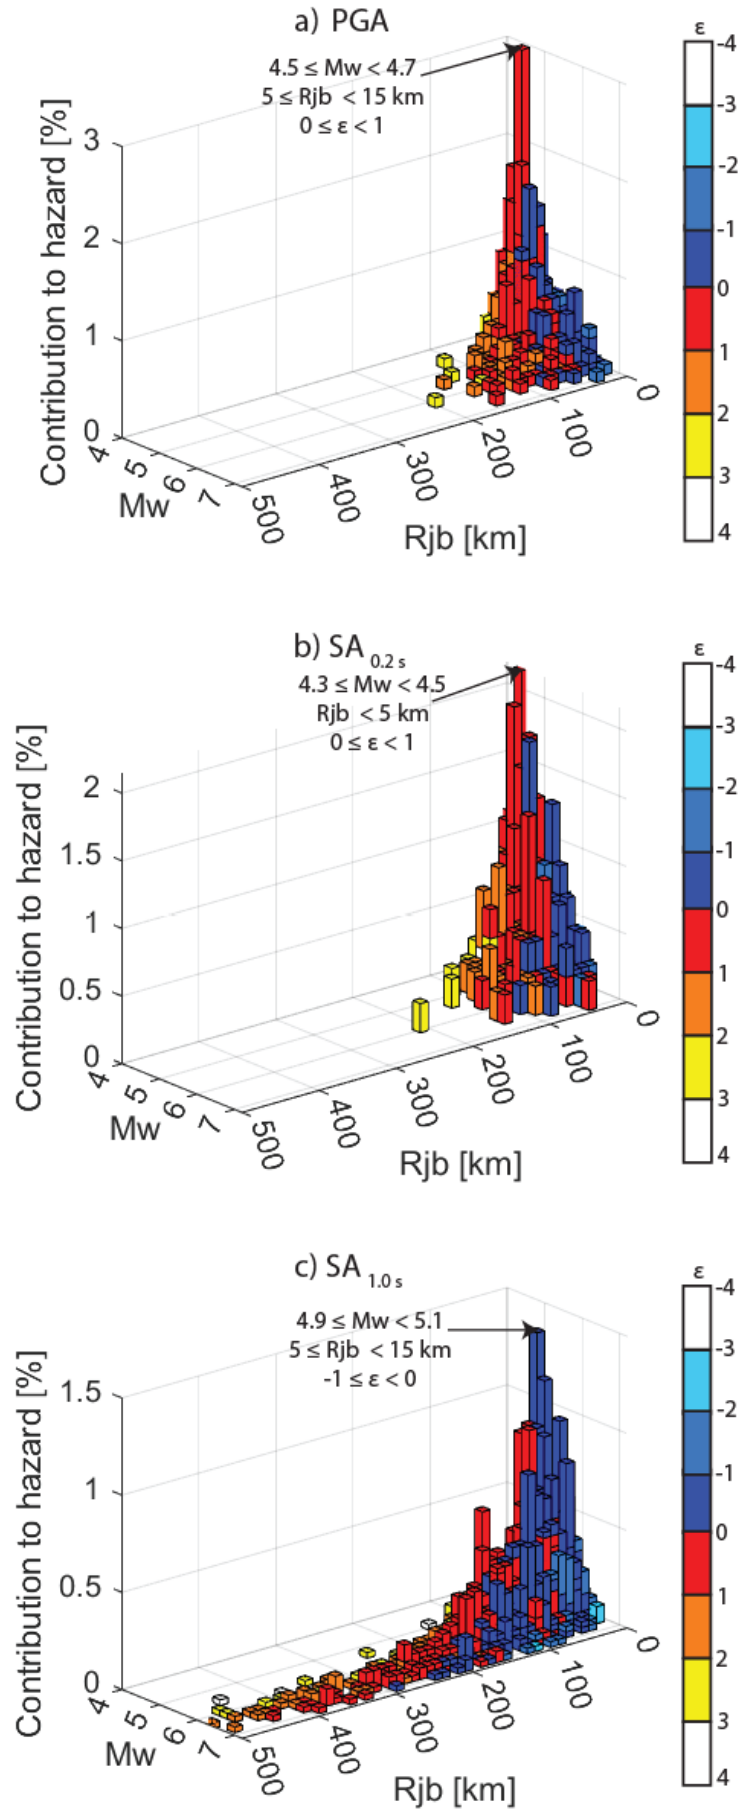 a) PGA
4.5 ≤ Mw < 4.7
5 ≤ Rjb < 15 km
0 ≤ ε < 1
Contribution to hazard [%]
3
2
1
0
4
5
6
7
Mw
500
400
300
200
100
0
Rjb [km]
ε
-4
-3
-2
-1
0
1
2
3
4
b) SA 0.2 s
4.3 ≤ Mw < 4.5
Rjb < 5 km
0 ≤ ε < 1
Contribution to hazard [%]
2
1.5
1
0.5
0
4
5
6
7
Mw
500
400
300
200
100
0
Rjb [km]
ε
-4
-3
-2
-1
0
1
2
3
4
c) SA 1.0 s
4.9 ≤ Mw < 5.1
5 ≤ Rjb < 15 km
-1 ≤ ε < 0
Contribution to hazard [%]
1.5
1
0.5
0
4
5
6
7
Mw
500
400
300
200
100
0
Rjb [km]
ε
-4
-3
-2
-1
0
1
2
3
4